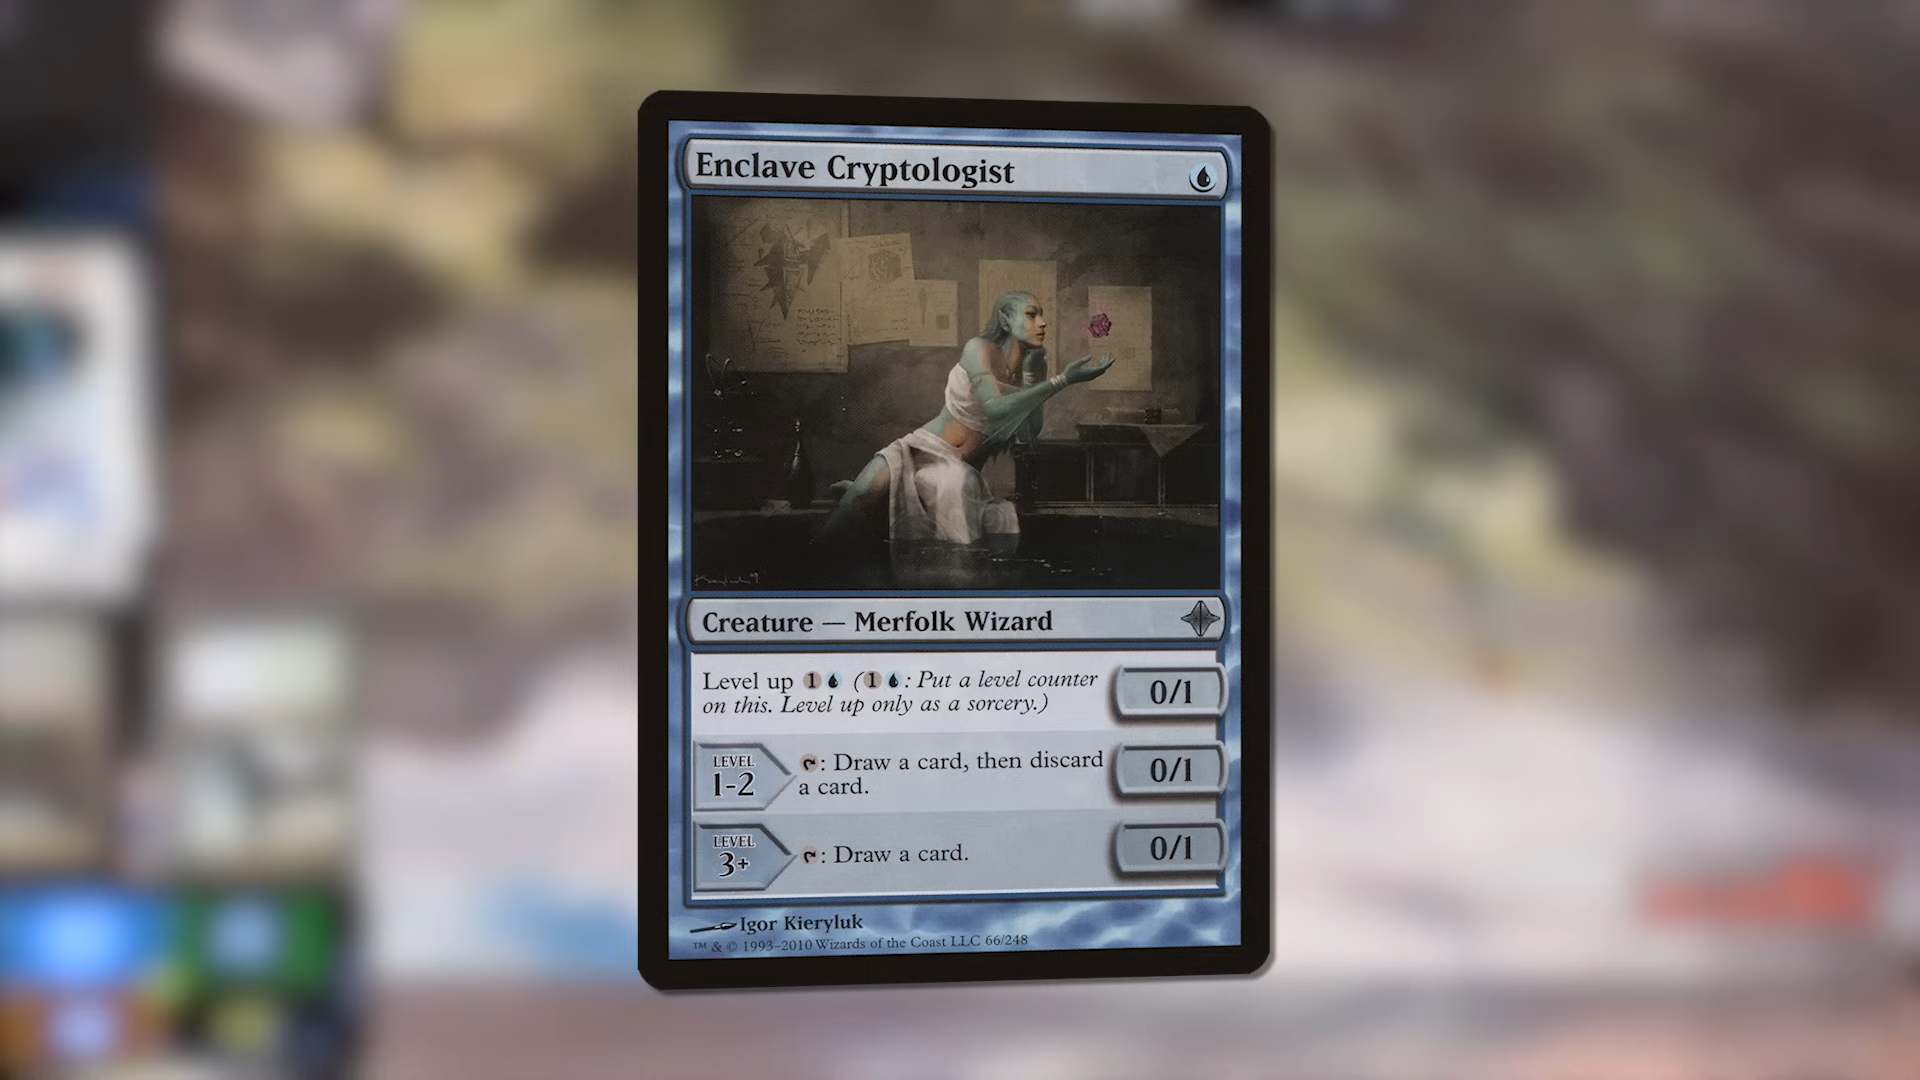 Enclave Cryptologist
Creature — Merfolk Wizard
Level up 1 (1 : Put a level counter
on this. Level up only as a sorcery.)
0/1
LEVEL
1-2
: Draw a card, then discard
a card.
0/1
LEVEL
3+
: Draw a card.
0/1
Igor Kieryluk
™ & © 1993–2010 Wizards of the Coast LLC 66/248